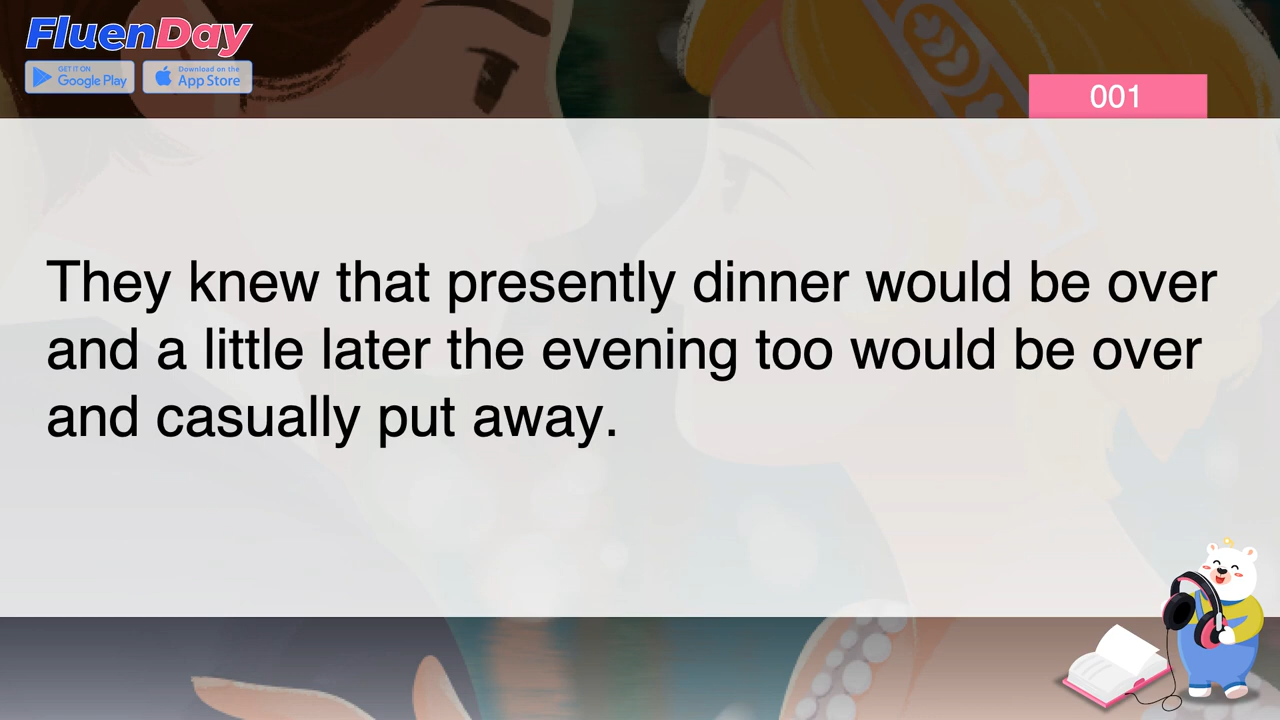 FluenDay
GET IT ON
Google Play
Download on the
App Store
001
They knew that presently dinner would be over
and a little later the evening too would be over
and casually put away.